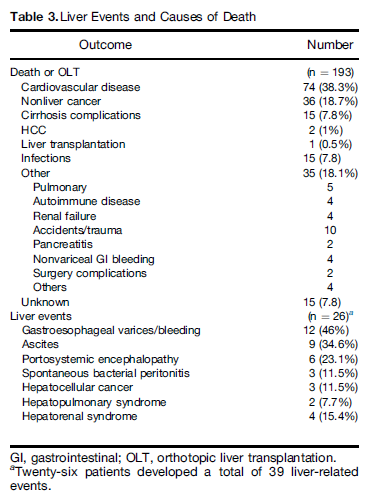 Table 3. Liver Events and Causes of Death
Outcome Number
Death or OLT (n = 193)
Cardiovascular disease 74 (38.3%)
Nonliver cancer 36 (18.7%)
Cirrhosis complications 15 (7.8%)
HCC 2 (1%)
Liver transplantation 1 (0.5%)
Infections 15 (7.8)
Other 35 (18.1%)
Pulmonary 5
Autoimmune disease 4
Renal failure 4
Accidents/trauma 10
Pancreatitis 2
Nonvariceal GI bleeding 4
Surgery complications 2
Others 4
Unknown 15 (7.8)
Liver events (n = 26)a
Gastroesophageal varices/bleeding 12 (46%)
Ascites 9 (34.6%)
Portosystemic encephalopathy 6 (23.1%)
Spontaneous bacterial peritonitis 3 (11.5%)
Hepatocellular cancer 3 (11.5%)
Hepatopulmonary syndrome 2 (7.7%)
Hepatorenal syndrome 4 (15.4%)
GI, gastrointestinal; OLT, orthotopic liver transplantation.
aTwenty-six patients developed a total of 39 liver-related
events.